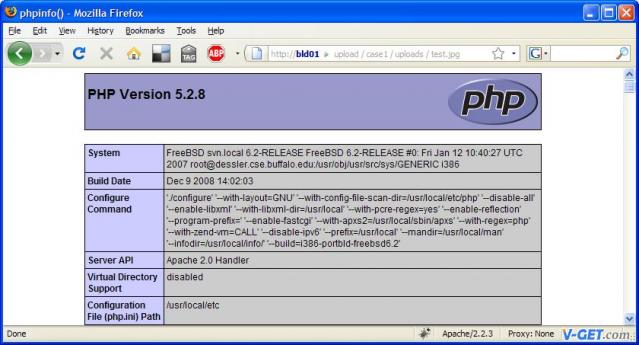 phpinfo() - Mozilla Firefox
File Edit View History Bookmarks Tools Help
TAG ABP http://bld01 upload / case1 / uploads / test.jpg G
PHP Version 5.2.8
php
System FreeBSD svn.local 6.2-RELEASE FreeBSD 6.2-RELEASE #0: Fri Jan 12 10:40:27 UTC
2007 root@dessler.cse.buffalo.edu:/usr/obj/usr/src/sys/GENERIC i386
Build Date Dec 9 2008 14:02:03
Configure
Command
'./configure' '--with-layout=GNU' '--with-config-file-scan-dir=/usr/local/etc/php' '--disable-all'
'--enable-libxml' '--with-libxml-dir=/usr/local' '--with-pcre-regex=yes' '--enable-reflection'
'--program-prefix=' '--enable-fastcgi' '--with-apxs2=/usr/local/sbin/apxs' '--with-regex=php'
'--with-zend-vm=CALL' '--disable-ipv6' '--prefix=/usr/local' '--mandir=/usr/local/man'
'--infodir=/usr/local/info/' '--build=i386-portbld-freebsd6.2'
Server API Apache 2.0 Handler
Virtual Directory
Support
disabled
Configuration
File (php.ini) Path
/usr/local/etc
Done Apache/2.2.3 Proxy: None
V-GET.com